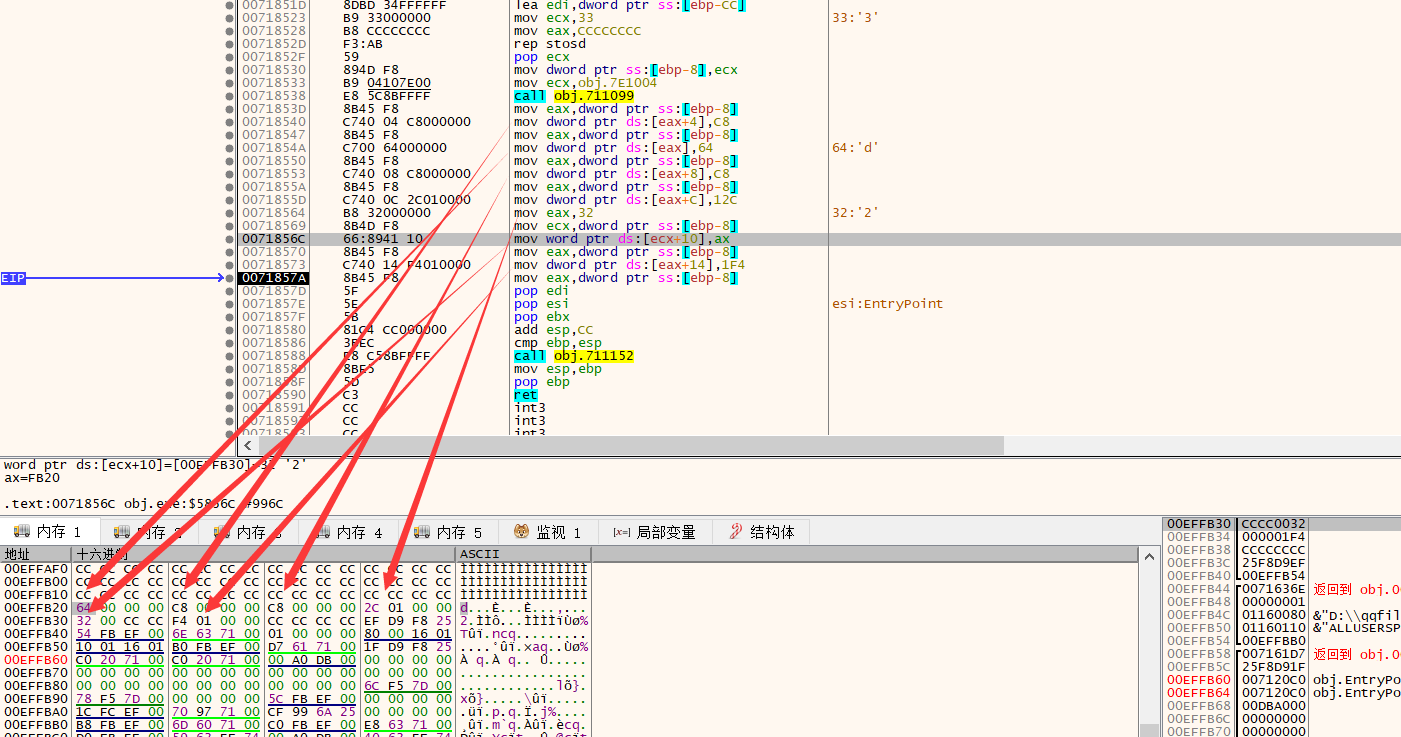 0071851D 8DBD 34FFFFFF lea edi,dword ptr ss:[ebp-CC]
00718523 B9 33000000 mov ecx,33 33:'3'
00718528 B8 CCCCCCCC mov eax,CCCCCCCC
0071852D F3:AB rep stosd
0071852F 59 pop ecx
00718530 894D F8 mov dword ptr ss:[ebp-8],ecx
00718533 B9 04107E00 mov ecx,obj.7E1004
00718538 E8 5C8BFFFF call obj.711099
0071853D 8B45 F8 mov eax,dword ptr ss:[ebp-8]
00718540 C740 04 C8000000 mov dword ptr ds:[eax+4],C8
00718547 8B45 F8 mov eax,dword ptr ss:[ebp-8]
0071854A C700 64000000 mov dword ptr ds:[eax],64 64:'d'
00718550 8B45 F8 mov eax,dword ptr ss:[ebp-8]
00718553 C740 08 C8000000 mov dword ptr ds:[eax+8],C8
0071855A 8B45 F8 mov eax,dword ptr ss:[ebp-8]
0071855D C740 0C 2C010000 mov dword ptr ds:[eax+C],12C
00718564 B8 32000000 mov eax,32 32:'2'
00718569 8B4D F8 mov ecx,dword ptr ss:[ebp-8]
0071856C 66:8941 10 mov word ptr ds:[ecx+10],ax
00718570 8B45 F8 mov eax,dword ptr ss:[ebp-8]
00718573 C740 14 F4010000 mov dword ptr ds:[eax+14],1F4
EIP 0071857A 8B45 F8 mov eax,dword ptr ss:[ebp-8]
0071857D 5F pop edi
0071857E 5E pop esi esi:EntryPoint
0071857F 5B pop ebx
00718580 81C4 CC000000 add esp,CC
00718586 3BEC cmp ebp,esp
00718588 E8 C58BFFFF call obj.711152
0071858D 8BE5 mov esp,ebp
0071858F 5D pop ebp
00718590 C3 ret
00718591 CC int3
CC int3
CC int3
word ptr ds:[ecx+10]=[00EFFB30]=32 '2'
ax=FB20
.text:0071856C obj.exe:$5856C #996C
内存 1 内存 2 内存 3 内存 4 内存 5 监视 1 [x=] 局部变量 结构体
地址 十六进制 ASCII
00EFFAF0 CC CC CC CC CC CC CC CC CC CC CC CC CC CC CC CC ÌÌÌÌÌÌÌÌÌÌÌÌÌÌÌÌ
00EFFB00 CC CC CC CC CC CC CC CC CC CC CC CC CC CC CC CC ÌÌÌÌÌÌÌÌÌÌÌÌÌÌÌÌ
00EFFB10 CC CC CC CC CC CC CC CC CC CC CC CC CC CC CC CC ÌÌÌÌÌÌÌÌÌÌÌÌÌÌÌÌ
00EFFB20 64 00 00 00 C8 00 00 00 C8 00 00 00 2C 01 00 00 d...È...È...,...
00EFFB30 32 00 CC CC F4 01 00 00 CC CC CC CC EF D9 F8 25 2.ÌÌô...ÌÌÌÌïÙø%
00EFFB40 54 FB EF 00 6E 63 71 00 01 00 00 00 80 00 16 01 Tûï.ncq.........
00EFFB50 10 01 16 01 B0 FB EF 00 D7 61 71 00 1F D9 F8 25 ....°ûï.×aq..Ùø%
00EFFB60 C0 20 71 00 C0 20 71 00 00 A0 DB 00 00 00 00 00 À q.À q.. Û.....
00EFFB70 00 00 00 00 00 00 00 00 00 00 00 00 00 00 00 00 ................
00EFFB80 00 00 00 00 00 00 00 00 00 00 00 00 6C F5 7D 00 ............lõ}.
00EFFB90 78 F5 7D 00 00 00 00 00 5C FB EF 00 00 00 00 00 xõ}.....\ûï.....
00EFFBA0 1C FC EF 00 70 97 71 00 CF 99 6A 25 00 00 00 00 .üï.p.q.Ï.j%....
00EFFBB0 B8 FB EF 00 6D 60 71 00 C0 FB EF 00 E8 63 71 00 ¸ûï.m`q.Àûï.ècq.
00EFFB30 CCCC0032
00EFFB34 000001F4
00EFFB38 CCCCCCCC
00EFFB3C 25F8D9EF
00EFFB40 00EFFB54
00EFFB44 0071636E 返回到 obj.0
00EFFB48 00000001
00EFFB4C 01160080 &"D:\\qqfil
00EFFB50 01160110 &"ALLUSERSP
00EFFB54 00EFFBB0
00EFFB58 007161D7 返回到 obj.0
00EFFB5C 25F8D91F
00EFFB60 007120C0 obj.EntryPo
00EFFB64 007120C0 obj.EntryPo
00EFFB68 00DBA000
00EFFB6C 00000000
00EFFB70 00000000